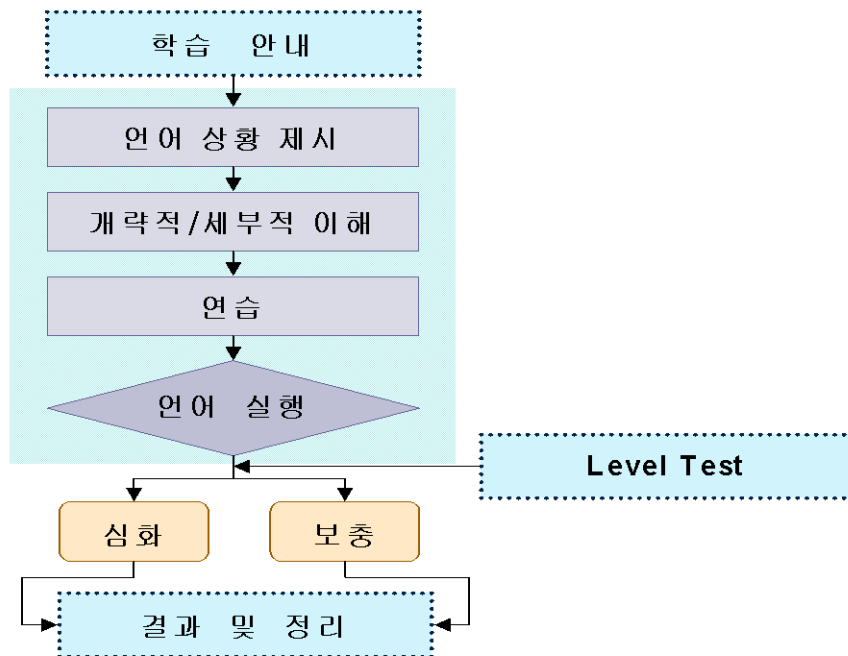 학습 안내
언어 상황 제시
개략적/세부적 이해
연습
언어 실행
Level Test
심화
보충
결과 및 정리